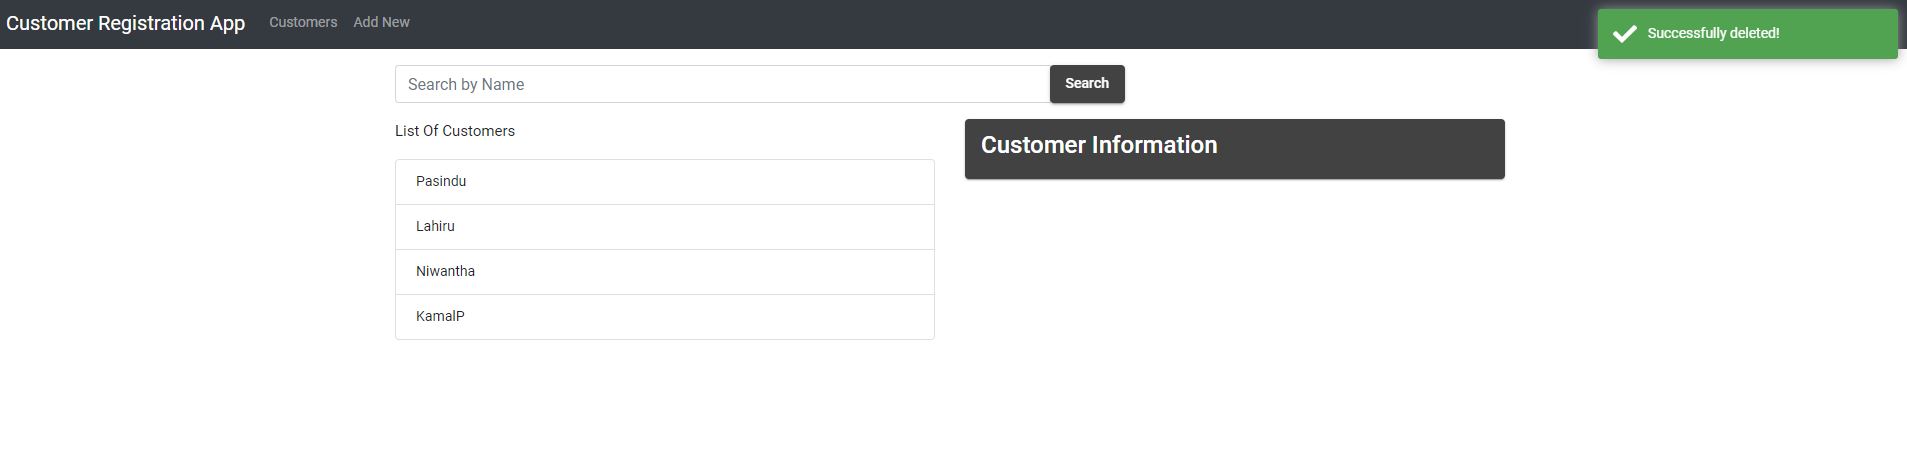 Customer Registration App Customers Add New
Successfully deleted!
Search by Name Search
List Of Customers
Customer Information
Pasindu
Lahiru
Niwantha
KamalP